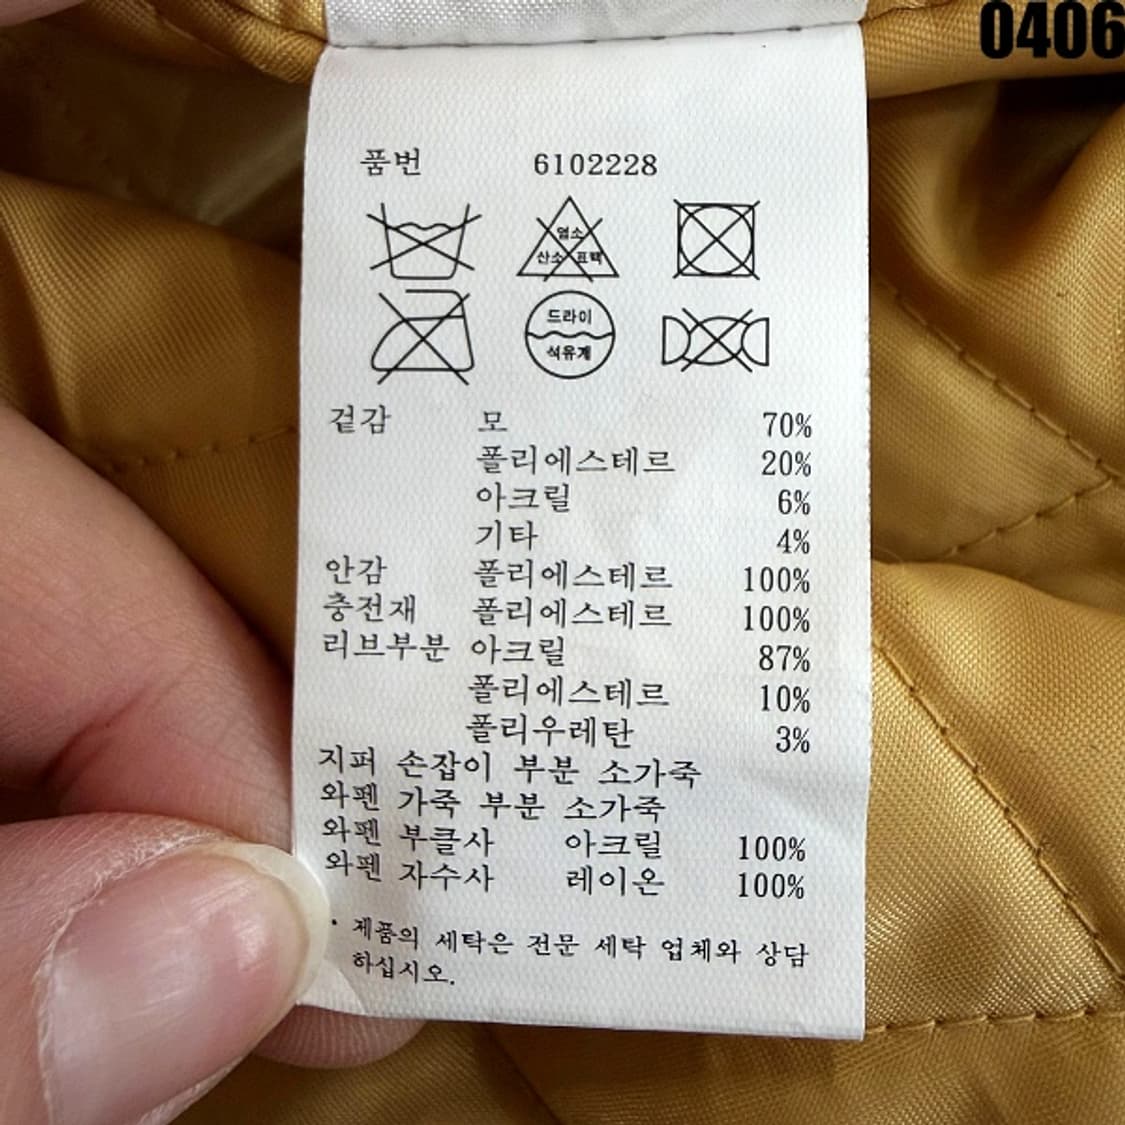 0406
품번 6102228
염소
산소 표백
드라이
석유계
겉감 모 70%
폴리에스테르 20%
아크릴 6%
기타 4%
안감 폴리에스테르 100%
충전재 폴리에스테르 100%
리브부분 아크릴 87%
폴리에스테르 10%
폴리우레탄 3%
지퍼 손잡이 부분 소가죽
와펜 가죽 부분 소가죽
와펜 부클사 아크릴 100%
와펜 자수사 레이온 100%
· 제품의 세탁은 전문 세탁 업체와 상담
하십시오.